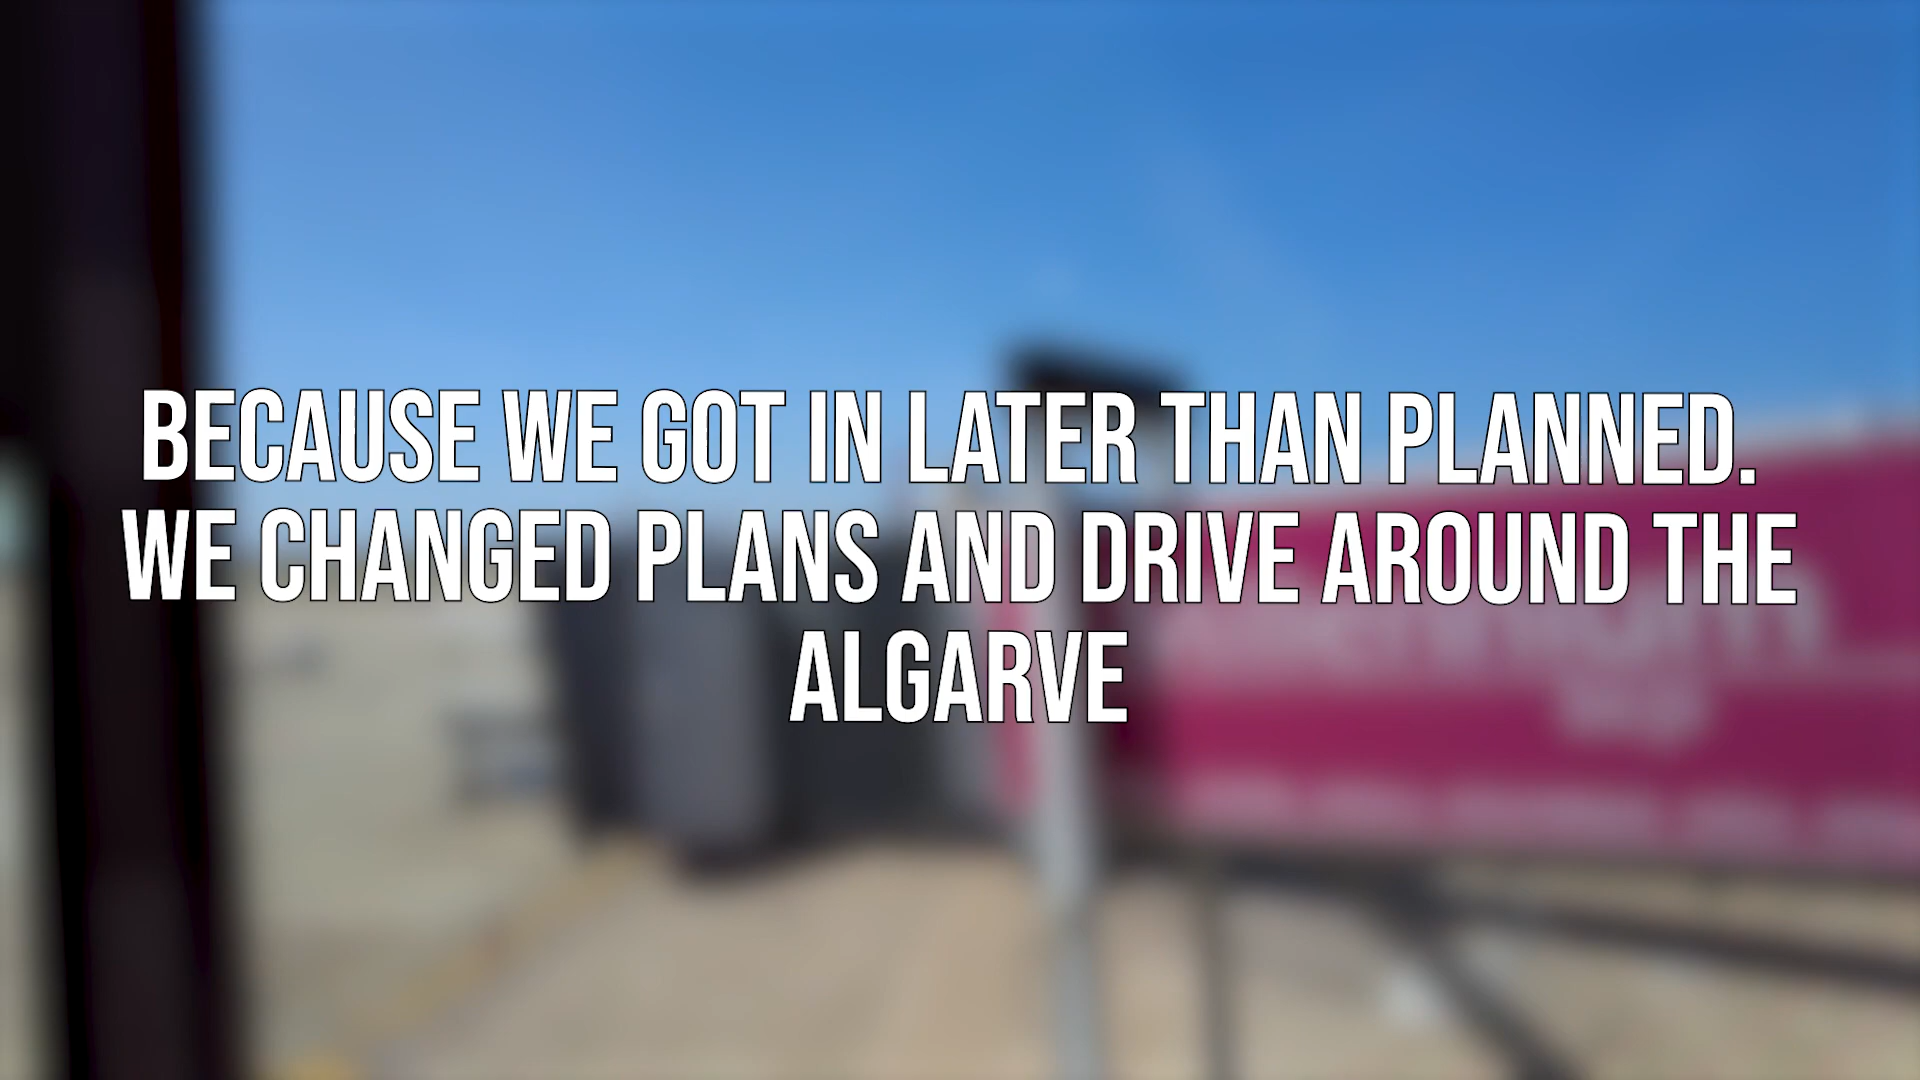 BECAUSE WE GOT IN LATER THAN PLANNED.
WE CHANGED PLANS AND DRIVE AROUND THE
ALGARVE